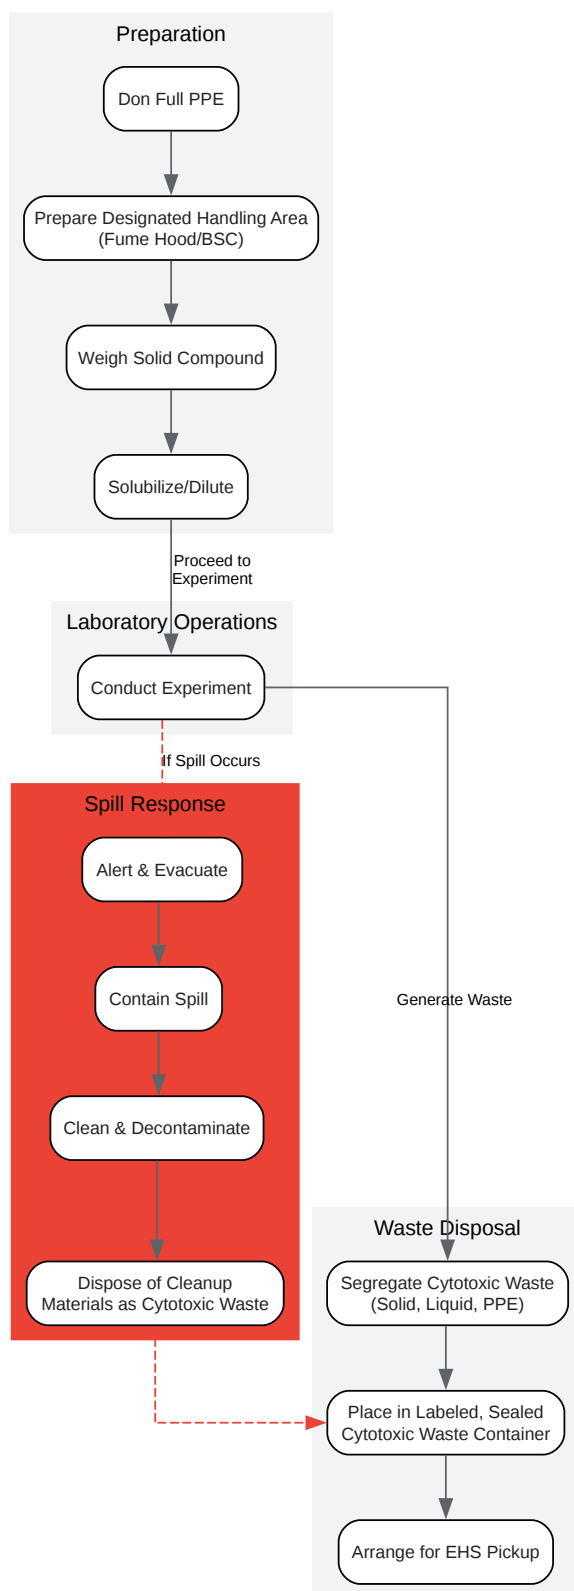 Preparation
Don Full PPE
Prepare Designated Handling Area
(Fume Hood/BSC)
Weigh Solid Compound
Solubilize/Dilute
Proceed to
Experiment
Laboratory Operations
Conduct Experiment
If Spill Occurs
Spill Response
Alert & Evacuate
Contain Spill
Generate Waste
Clean & Decontaminate
Waste Disposal
Dispose of Cleanup
Materials as Cytotoxic Waste
Segregate Cytotoxic Waste
(Solid, Liquid, PPE)
Place in Labeled, Sealed
Cytotoxic Waste Container
Arrange for EHS Pickup